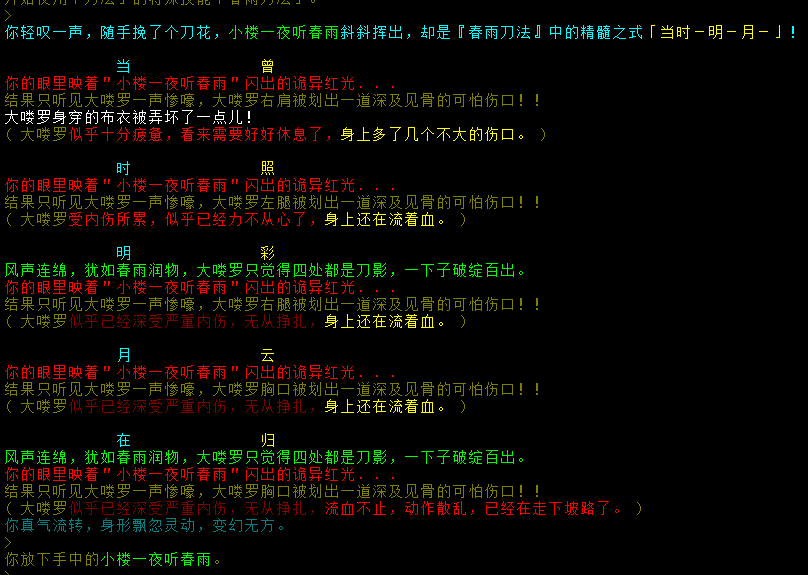 >
你轻叹一声，随手挽了个刀花，小楼一夜听春雨斜斜挥出，却是『春雨刀法』中的精髓之式「当时－明－月－」！
当 曾
你的眼里映着＂小楼一夜听春雨＂闪出的诡异红光．．．
结果只听见大喽罗一声惨嚎，大喽罗右肩被划出一道深及见骨的可怕伤口！！
大喽罗身穿的布衣被弄坏了一点儿！
（ 大喽罗似乎十分疲惫，看来需要好好休息了，身上多了几个不大的伤口。 ）
时 照
你的眼里映着＂小楼一夜听春雨＂闪出的诡异红光．．．
结果只听见大喽罗一声惨嚎，大喽罗左腿被划出一道深及见骨的可怕伤口！！
（ 大喽罗受内伤所累，似乎已经力不从心了，身上还在流着血。 ）
明 彩
风声连绵，犹如春雨润物，大喽罗只觉得四处都是刀影，一下子破绽百出。
你的眼里映着＂小楼一夜听春雨＂闪出的诡异红光．．．
结果只听见大喽罗一声惨嚎，大喽罗右腿被划出一道深及见骨的可怕伤口！！
（ 大喽罗似乎已经深受严重内伤，无从挣扎，身上还在流着血。 ）
月 云
你的眼里映着＂小楼一夜听春雨＂闪出的诡异红光．．．
结果只听见大喽罗一声惨嚎，大喽罗胸口被划出一道深及见骨的可怕伤口！！
（ 大喽罗似乎已经深受严重内伤，无从挣扎，身上还在流着血。 ）
在 归
风声连绵，犹如春雨润物，大喽罗只觉得四处都是刀影，一下子破绽百出。
你的眼里映着＂小楼一夜听春雨＂闪出的诡异红光．．．
结果只听见大喽罗一声惨嚎，大喽罗胸口被划出一道深及见骨的可怕伤口！！
（ 大喽罗似乎已经深受严重内伤，无从挣扎，流血不止，动作散乱，已经在走下坡路了。 ）
你真气流转，身形飘忽灵动，变幻无方。
>
你放下手中的小楼一夜听春雨。
>